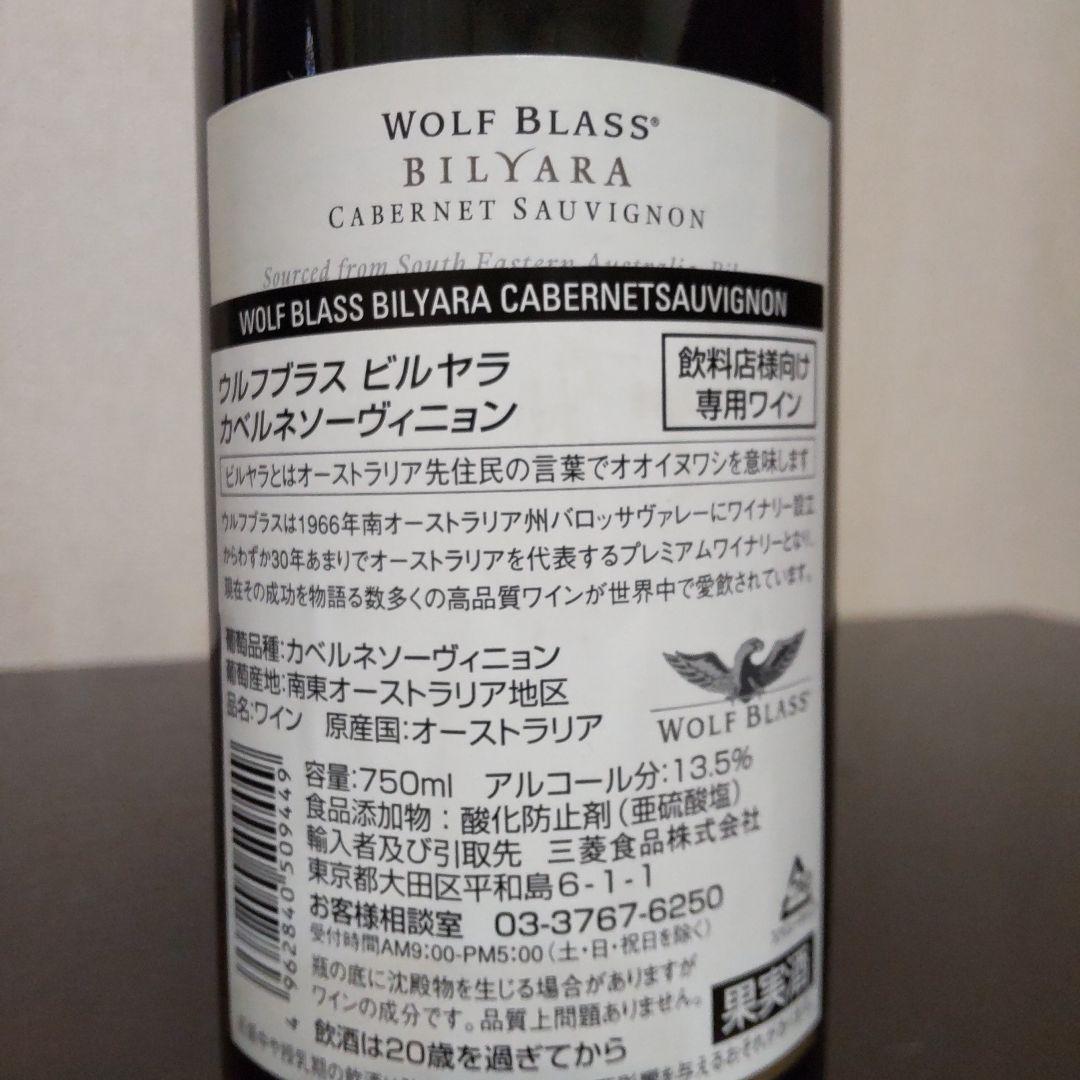 WOLF BLASS®
BILYARA
CABERNET SAUVIGNON
Sourced from South Eastern Australia,
WOLF BLASS BILYARA CABERNETSAUVIGNON
ウルフブラス ビルヤラ
カベルネソーヴィニョン
飲料店様向け
専用ワイン
ビルヤラとはオーストラリア先住民の言葉でオオイヌワシを意味します
ウルフブラスは1966年南オーストラリア州バロッサヴァレーにワイナリー設立
からわずか30年あまりでオーストラリアを代表するプレミアムワイナリーとなり、
現在その成功を物語る数多くの高品質ワインが世界中で愛飲されています。
葡萄品種:カベルネソーヴィニョン
葡萄産地:南東オーストラリア地区
品名:ワイン 原産国:オーストラリア
WOLF BLASS
容量:750ml アルコール分:13.5%
食品添加物:酸化防止剤(亜硫酸塩)
輸入者及び引取先 三菱食品株式会社
東京都大田区平和島6-1-1
お客様相談室 03-3767-6250
受付時間AM9:00-PM5:00(土・日・祝日を除く)
瓶の底に沈殿物を生じる場合がありますが
ワインの成分です。品質上問題ありません。
果実酒
飲酒は20歳を過ぎてから
4 962840 509449